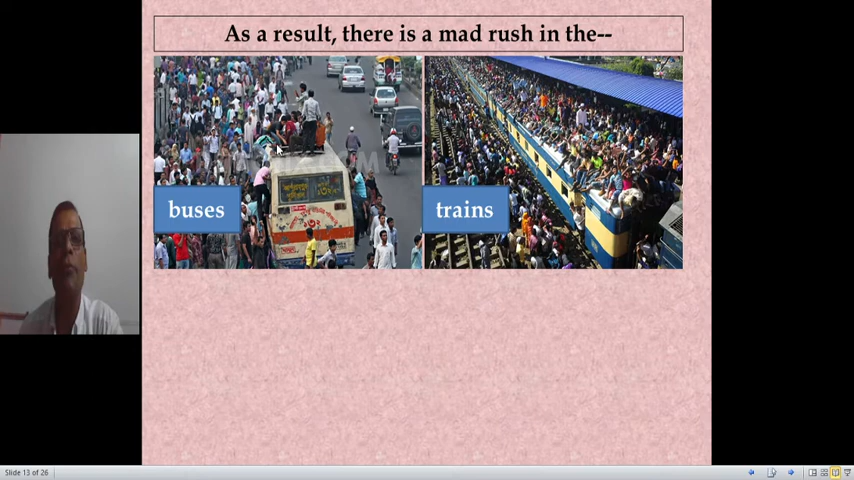 As a result, there is a mad rush in the--
buses
trains
Slide 13 of 26